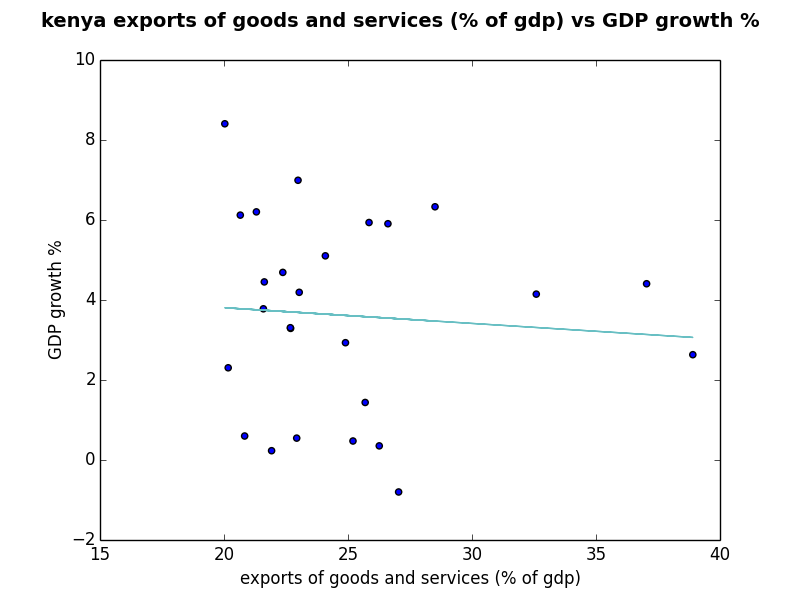 kenya exports of goods and services (% of gdp) vs GDP growth %
10
8
6
4
2
0
−2
GDP growth %
15 20 25 30 35 40
exports of goods and services (% of gdp)